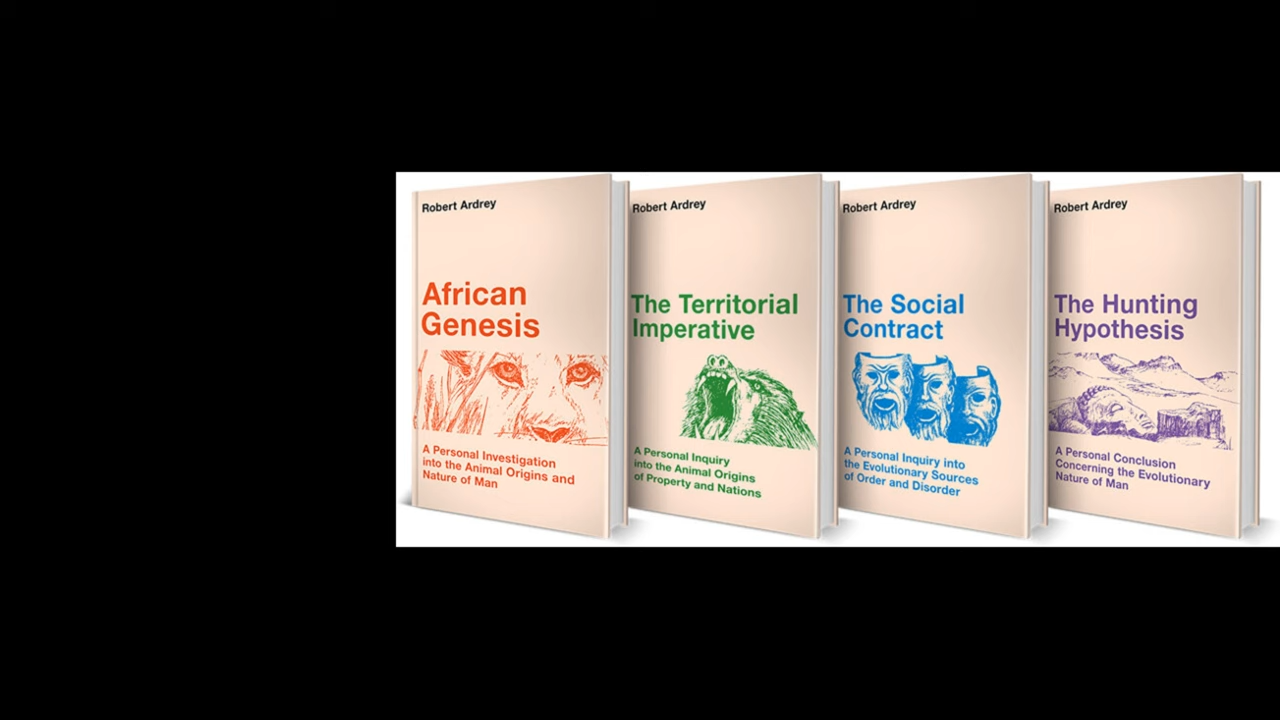 Robert Ardrey
African
Genesis
A Personal Investigation
into the Animal Origins and
Nature of Man
Robert Ardrey
The Territorial
Imperative
A Personal Inquiry
into the Animal Origins
of Property and Nations
Robert Ardrey
The Social
Contract
A Personal Inquiry into
the Evolutionary Sources
of Order and Disorder
Robert Ardrey
The Hunting
Hypothesis
A Personal Conclusion
Concerning the Evolutionary
Nature of Man